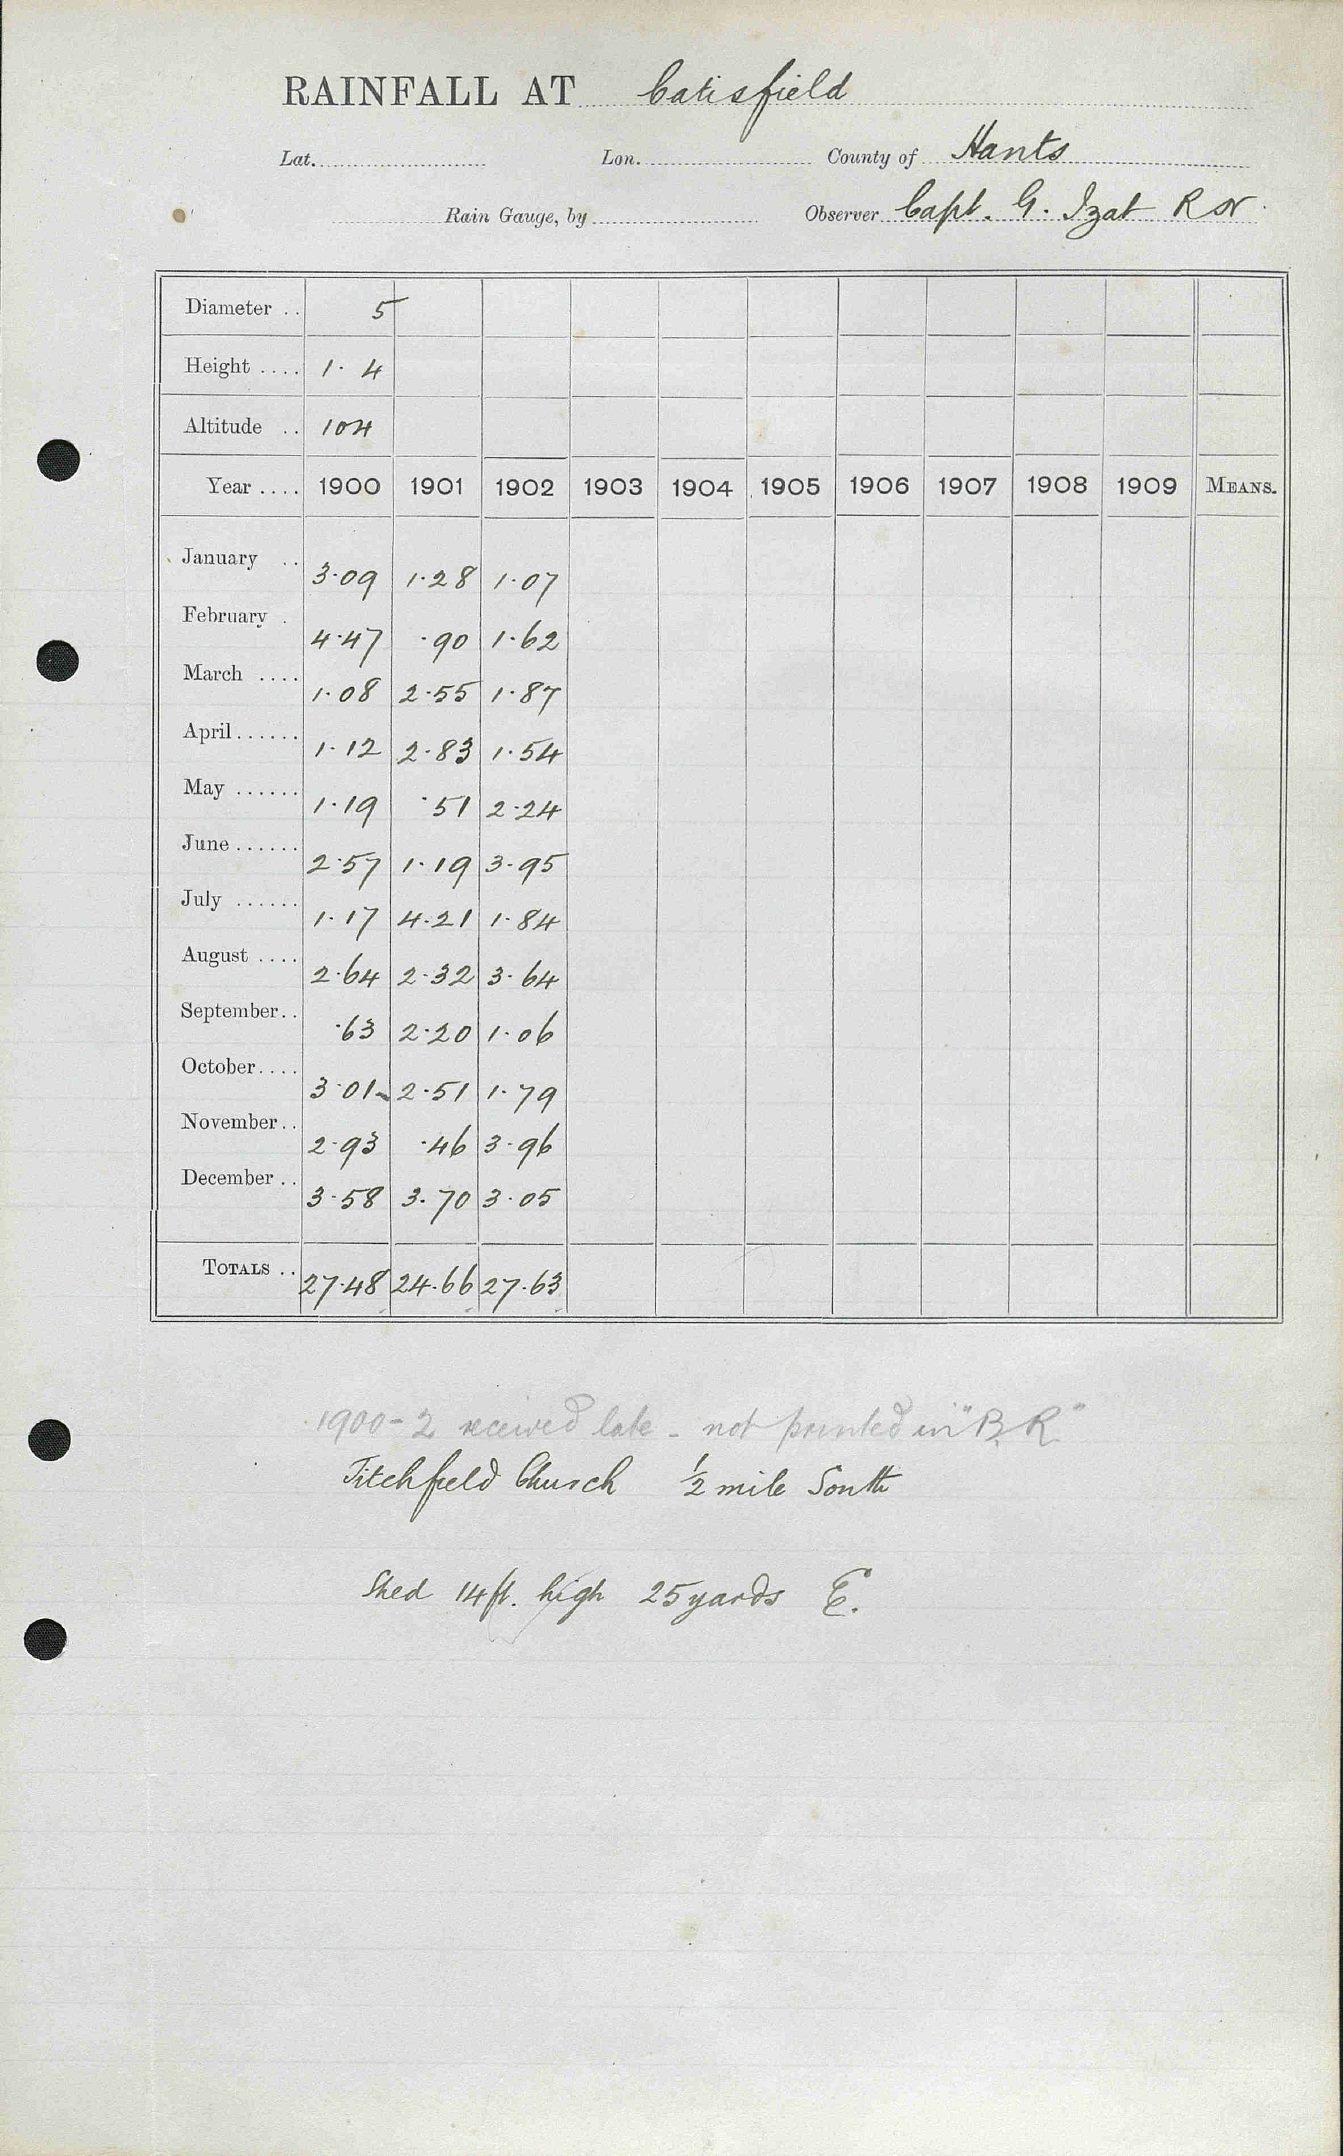 RAINFALL AT Catisfield
Lat. Lon. County of Hants
Rain Gauge, by Observer Capt. G. Izat RN
Diameter .. 5
Height .... 1. 4
Altitude .. 104
Year .... 1900 1901 1902 1903 1904 1905 1906 1907 1908 1909 MEANS.
January .. 3.09 1.28 1.07
February . 4.47 .90 1.62
March .... 1.08 2.55 1.87
April ...... 1.12 2.83 1.54
May ...... 1.19 .51 2.24
June ...... 2.57 1.19 3.95
July ...... 1.17 4.21 1.84
August .... 2.64 2.32 3.64
September.. .63 2.20 1.06
October.... 3.01 2.51 1.79
November.. 2.93 .46 3.96
December .. 3.58 3.70 3.05
TOTALS .. 27.48 24.66 27.63
1900-2 received late - not printed in "B.R."
Titchfield Church 1/2 mile South
Shed 14 ft. high 25 yards E.